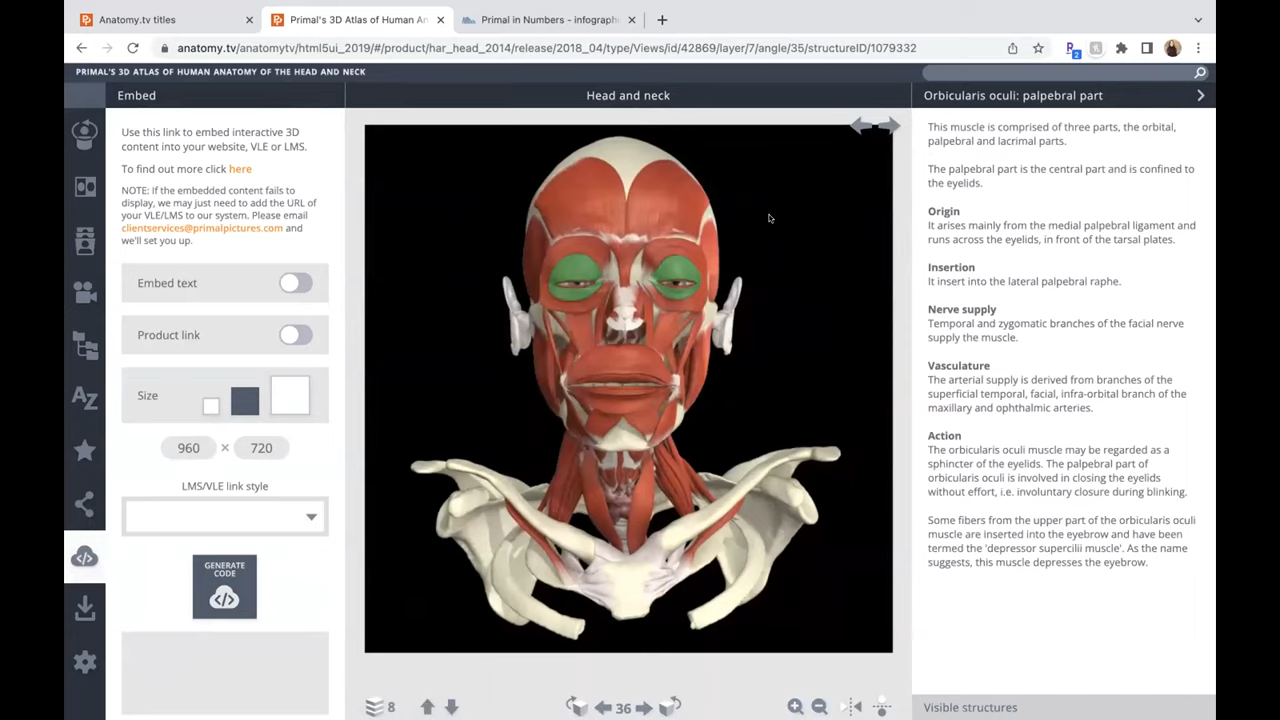 Anatomy.tv titles
Primal's 3D Atlas of Human An
Primal in Numbers - infographi
anatomy.tv/anatomytv/html5ui_2019/#/product/har_head_2014/release/2018_04/type/Views/id/42869/layer/7/angle/35/structureID/1079332
2
PRIMAL'S 3D ATLAS OF HUMAN ANATOMY OF THE HEAD AND NECK
Embed
Use this link to embed interactive 3D
content into your website, VLE or LMS.
To find out more click here
NOTE: If the embedded content fails to
display, we may just need to add the URL of
your VLE/LMS to our system. Please email
clientservices@primalpictures.com and
we'll set you up.
Embed text
Product link
Size
960 × 720
LMS/VLE link style
GENERATE
CODE
AZ
Head and neck
8
36
Orbicularis oculi: palpebral part
This muscle is comprised of three parts, the orbital,
palpebral and lacrimal parts.
The palpebral part is the central part and is confined to
the eyelids.
Origin
It arises mainly from the medial palpebral ligament and
runs across the eyelids, in front of the tarsal plates.
Insertion
It insert into the lateral palpebral raphe.
Nerve supply
Temporal and zygomatic branches of the facial nerve
supply the muscle.
Vasculature
The arterial supply is derived from branches of the
superficial temporal, facial, infra-orbital branch of the
maxillary and ophthalmic arteries.
Action
The orbicularis oculi muscle may be regarded as a
sphincter of the eyelids. The palpebral part of
orbicularis oculi is involved in closing the eyelids
without effort, i.e. involuntary closure during blinking.
Some fibers from the upper part of the orbicularis oculi
muscle are inserted into the eyebrow and have been
termed the 'depressor supercilii muscle'. As the name
suggests, this muscle depresses the eyebrow.
Visible structures